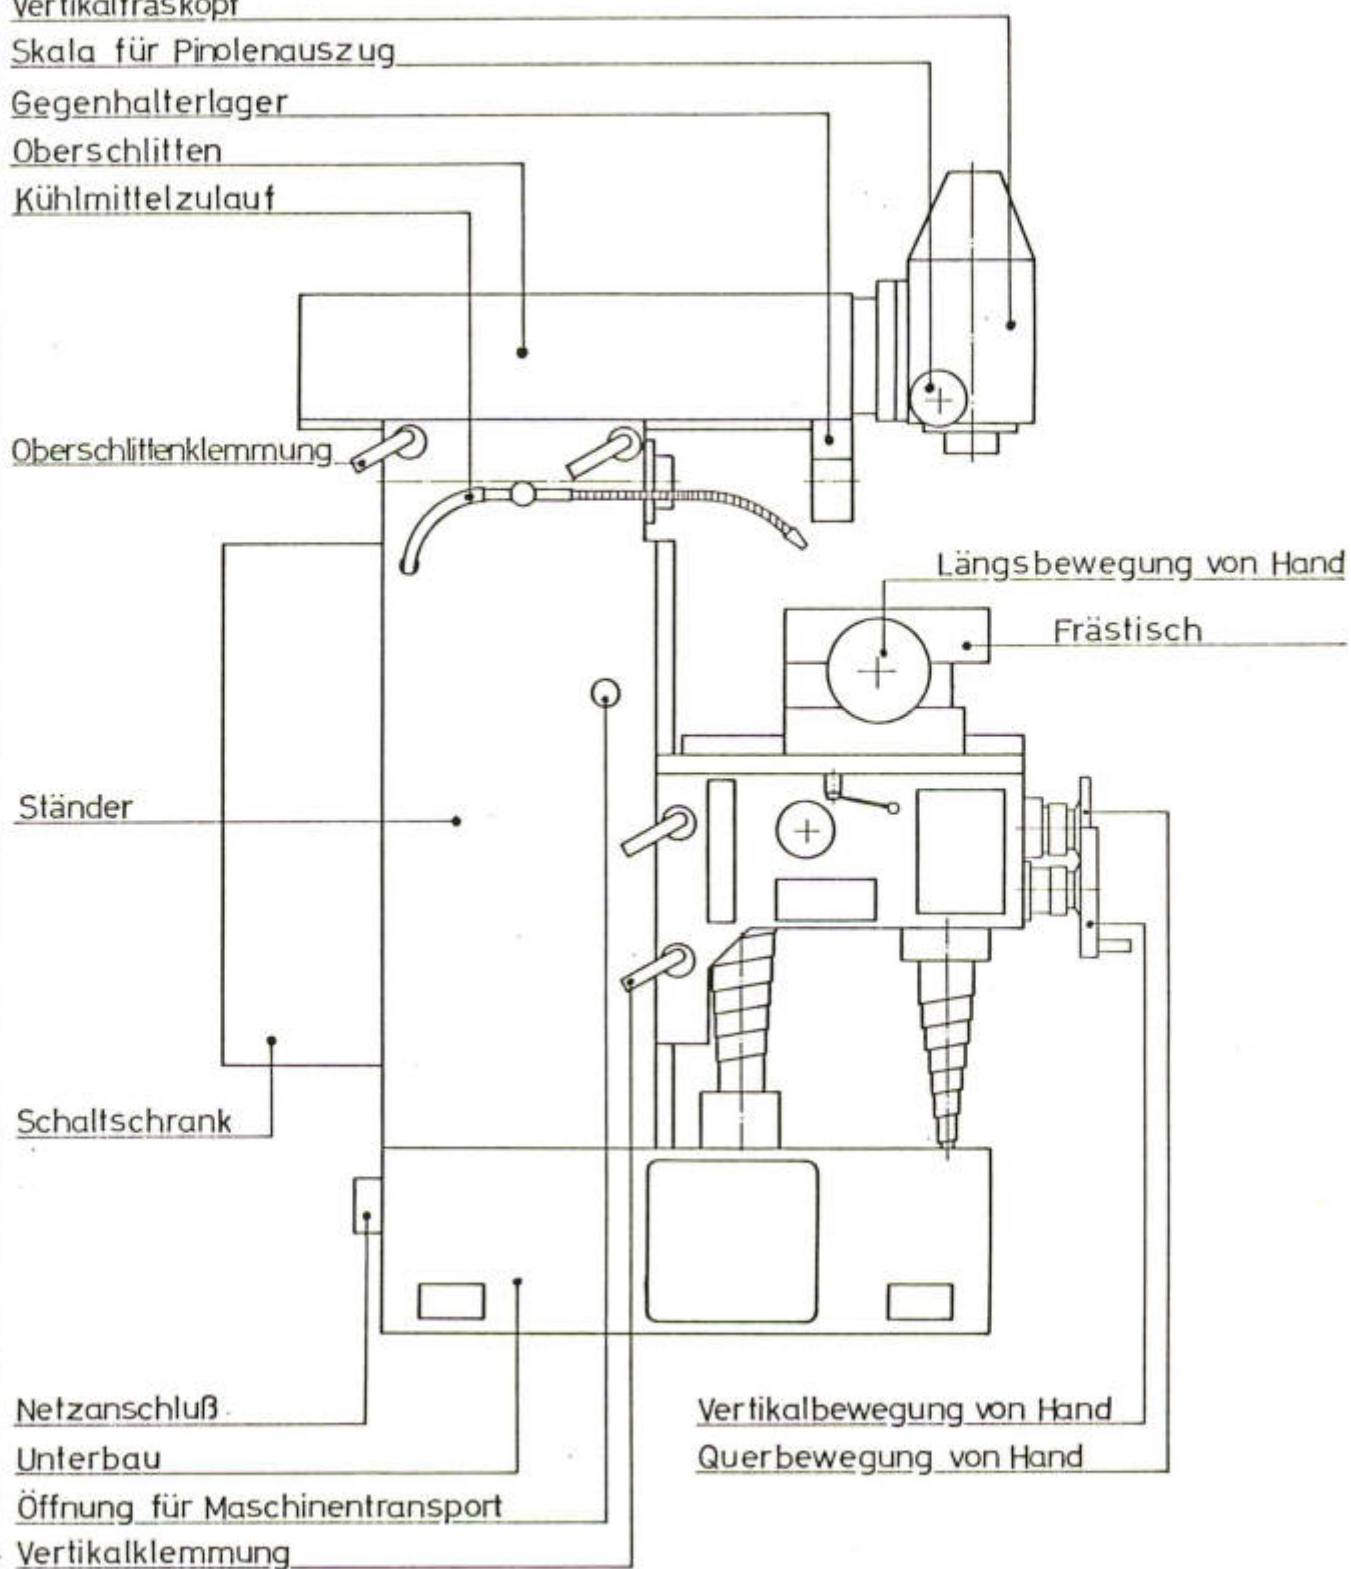 Vertikalfräskopf
Skala für Pinolenauszug
Gegenhalterlager
Oberschlitten
Kühlmittelzulauf
Oberschlittenklemmung
Längsbewegung von Hand
Frästisch
Ständer
Schaltschrank
Netzanschluß
Unterbau
Öffnung für Maschinentransport
Vertikalklemmung
Vertikalbewegung von Hand
Querbewegung von Hand